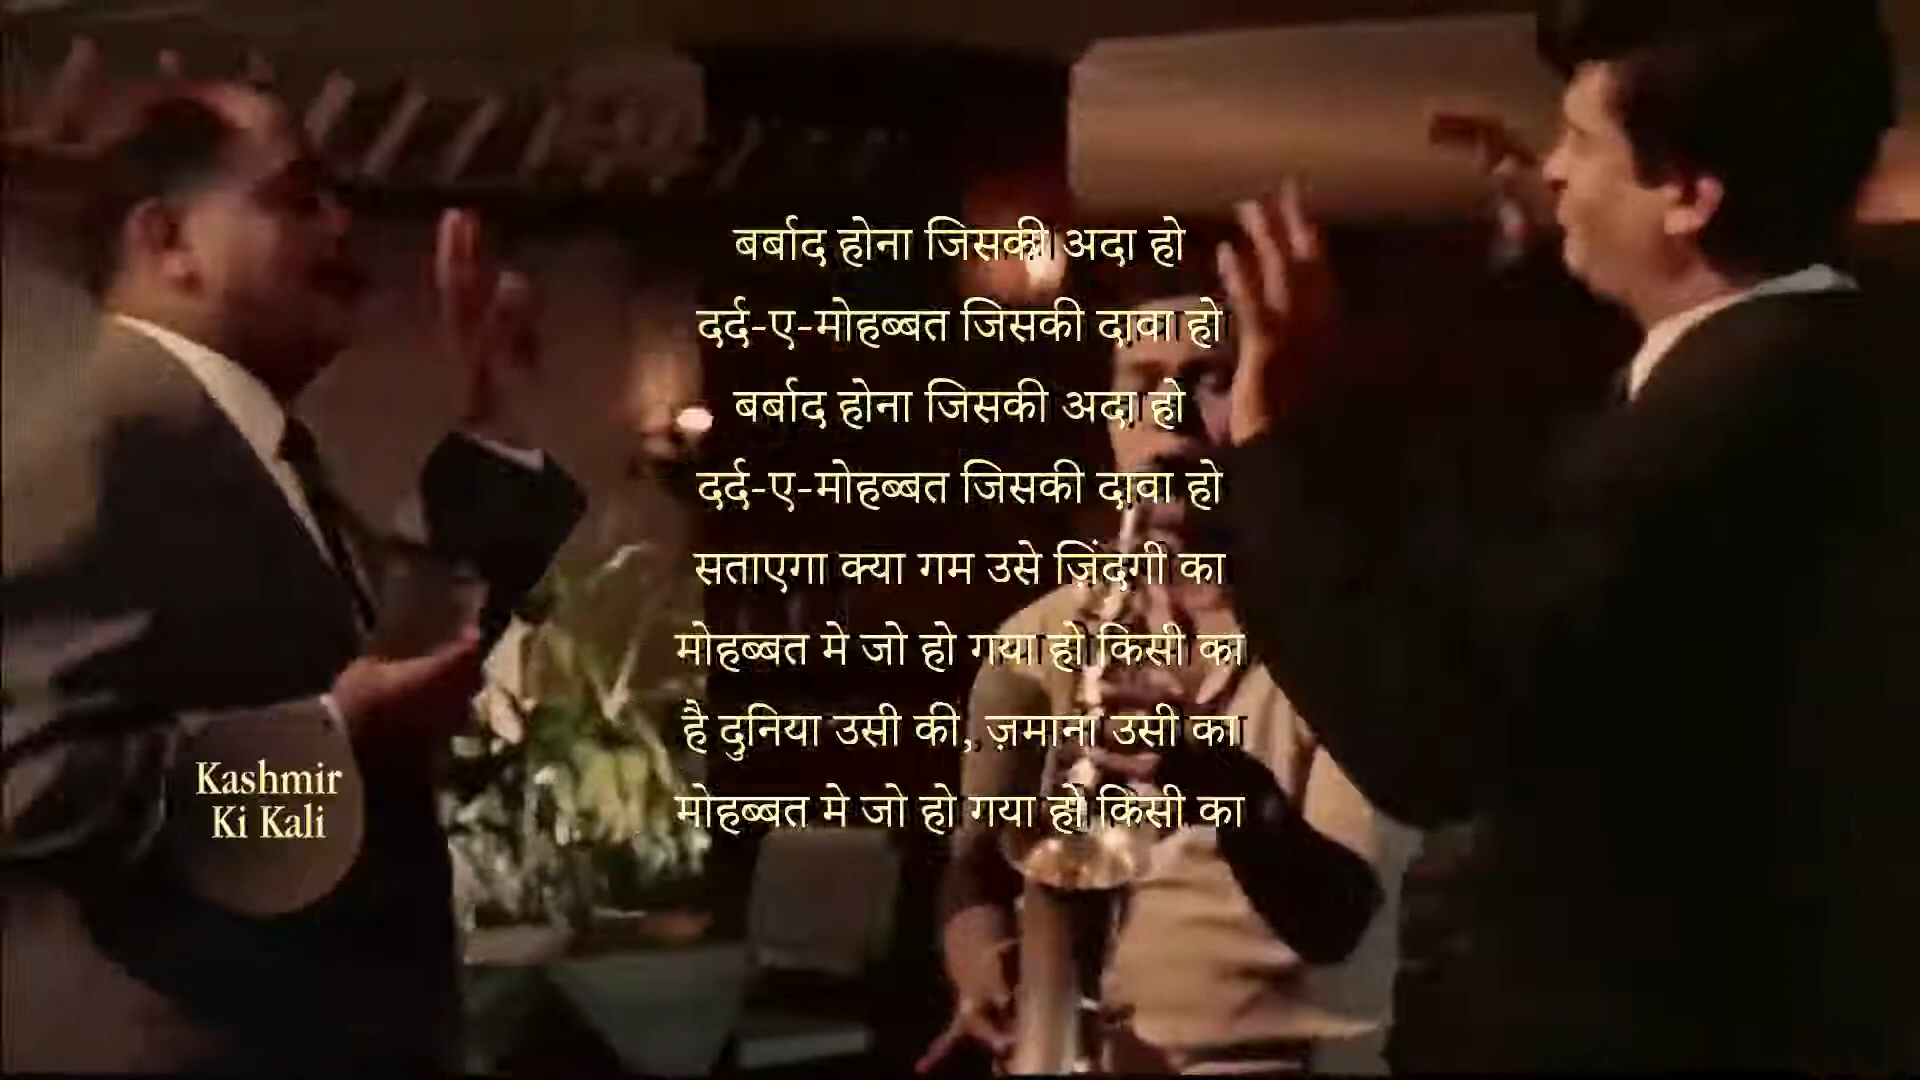 बर्बाद होना जिसकी अदा हो
दर्द-ए-मोहब्बत जिसकी दावा हो
बर्बाद होना जिसकी अदा हो
दर्द-ए-मोहब्बत जिसकी दावा हो
सताएगा क्या गम उसे ज़िंदगी का
मोहब्बत मे जो हो गया हो किसी का
है दुनिया उसी की, ज़माना उसी का
मोहब्बत मे जो हो गया हो किसी का
Kashmir
Ki Kali